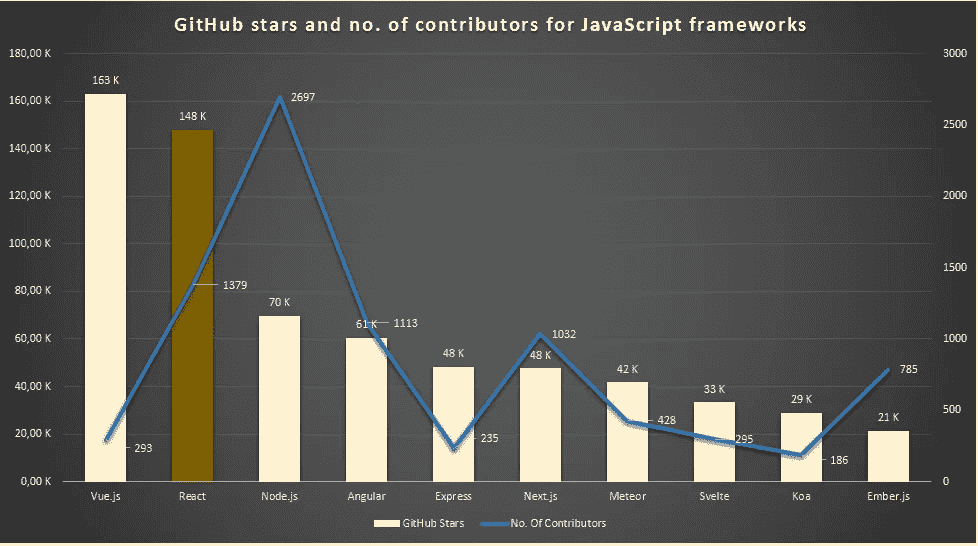 GitHub stars and no. of contributors for JavaScript frameworks
180,00 K
160,00 K
140,00 K
120,00 K
100,00 K
80,00 K
60,00 K
40,00 K
20,00 K
0,00 K
163 K
148 K
70 K
61 K
48 K
48 K
42 K
33 K
29 K
21 K
293
1379
2697
1113
235
1032
428
295
186
785
3000
2500
2000
1500
1000
500
0
Vue.js React Node.js Angular Express Next.js Meteor Svelte Koa Ember.js
GitHub Stars No. Of Contributors